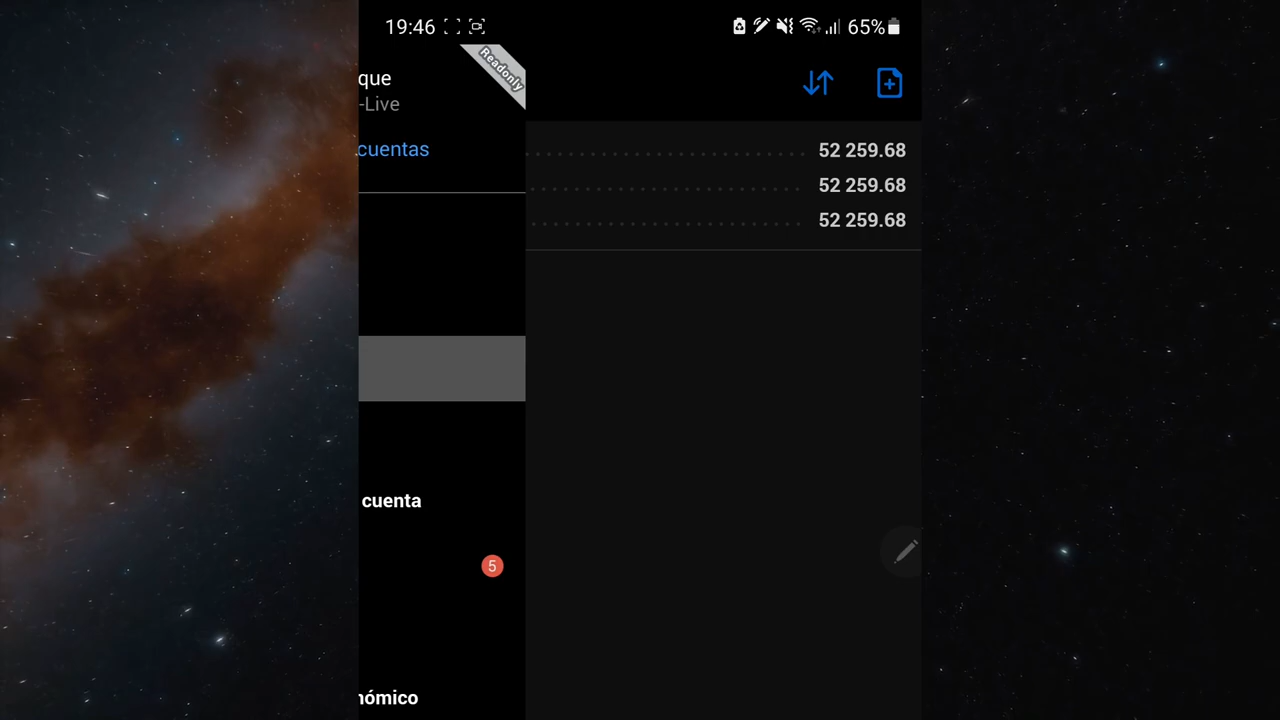 19:46
65%
Readonly
que
-Live
cuentas
52 259.68
52 259.68
52 259.68
cuenta
5
nómico